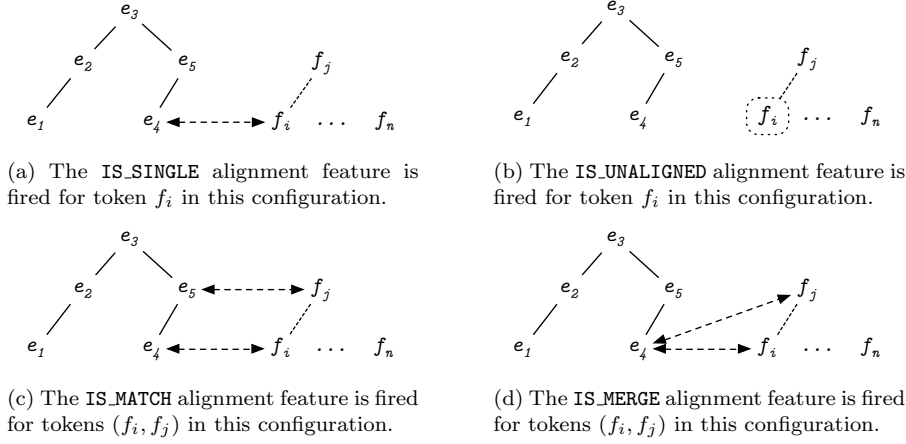 e3
e2 e5 fj
e1 e4 fi ... fn
(a) The IS_SINGLE alignment feature is
fired for token fi in this configuration.
e3
e2 e5 fj
e1 e4 fi ... fn
(b) The IS_UNALIGNED alignment feature is
fired for token fi in this configuration.
e3
e2 e5 fj
e1 e4 fi ... fn
(c) The IS_MATCH alignment feature is fired
for tokens (fi, fj) in this configuration.
e3
e2 e5 fj
e1 e4 fi ... fn
(d) The IS_MERGE alignment feature is fired
for tokens (fi, fj) in this configuration.